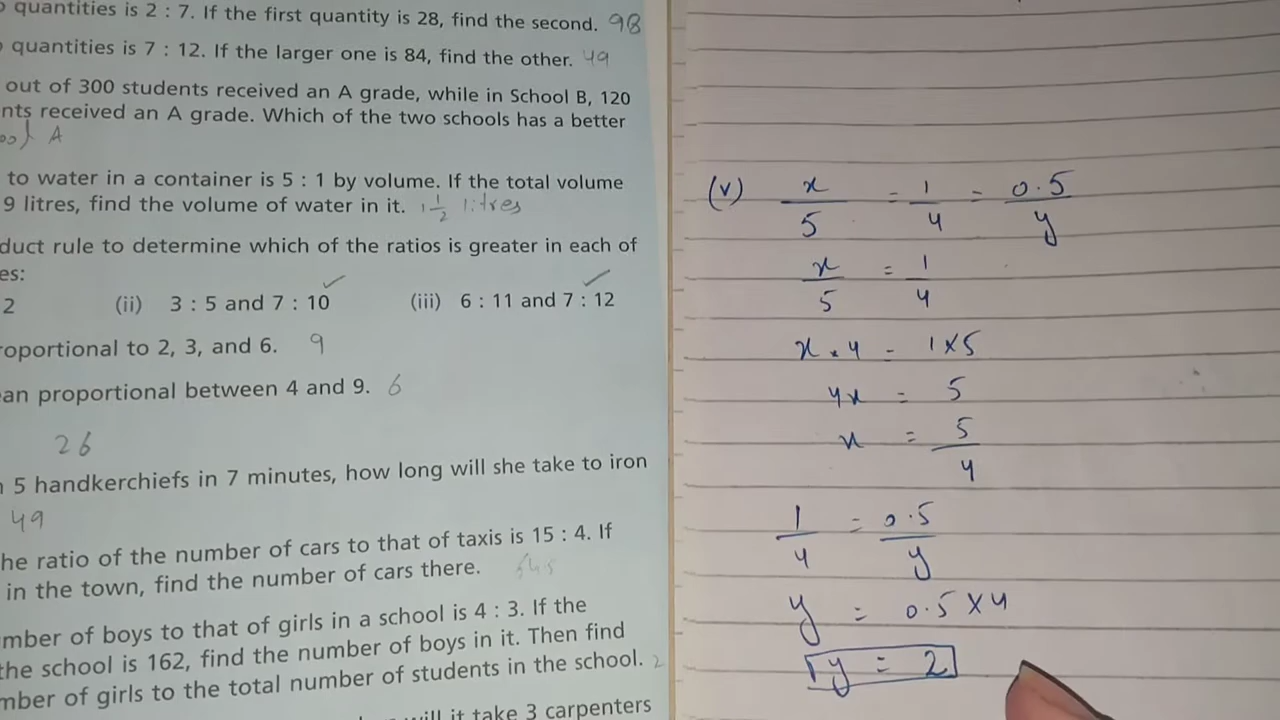 quantities is 2 : 7. If the first quantity is 28, find the second. 98
quantities is 7 : 12. If the larger one is 84, find the other. 49
out of 300 students received an A grade, while in School B, 120
nts received an A grade. Which of the two schools has a better
A
to water in a container is 5 : 1 by volume. If the total volume
9 litres, find the volume of water in it. 1 1/2 litres
duct rule to determine which of the ratios is greater in each of
es:
2 (ii) 3 : 5 and 7 : 10 ✓ (iii) 6 : 11 and 7 : 12 ✓
roportional to 2, 3, and 6. 9
an proportional between 4 and 9. 6
26
5 handkerchiefs in 7 minutes, how long will she take to iron
49
he ratio of the number of cars to that of taxis is 15 : 4. If
in the town, find the number of cars there.
mber of boys to that of girls in a school is 4 : 3. If the
the school is 162, find the number of boys in it. Then find
mber of girls to the total number of students in the school. 2
will it take 3 carpenters
(v) x/5 = 1/4 = 0.5/y
x/5 = 1/4
x × 4 = 1 × 5
4x = 5
x = 5/4
1/4 = 0.5/y
y = 0.5 × 4
y = 2